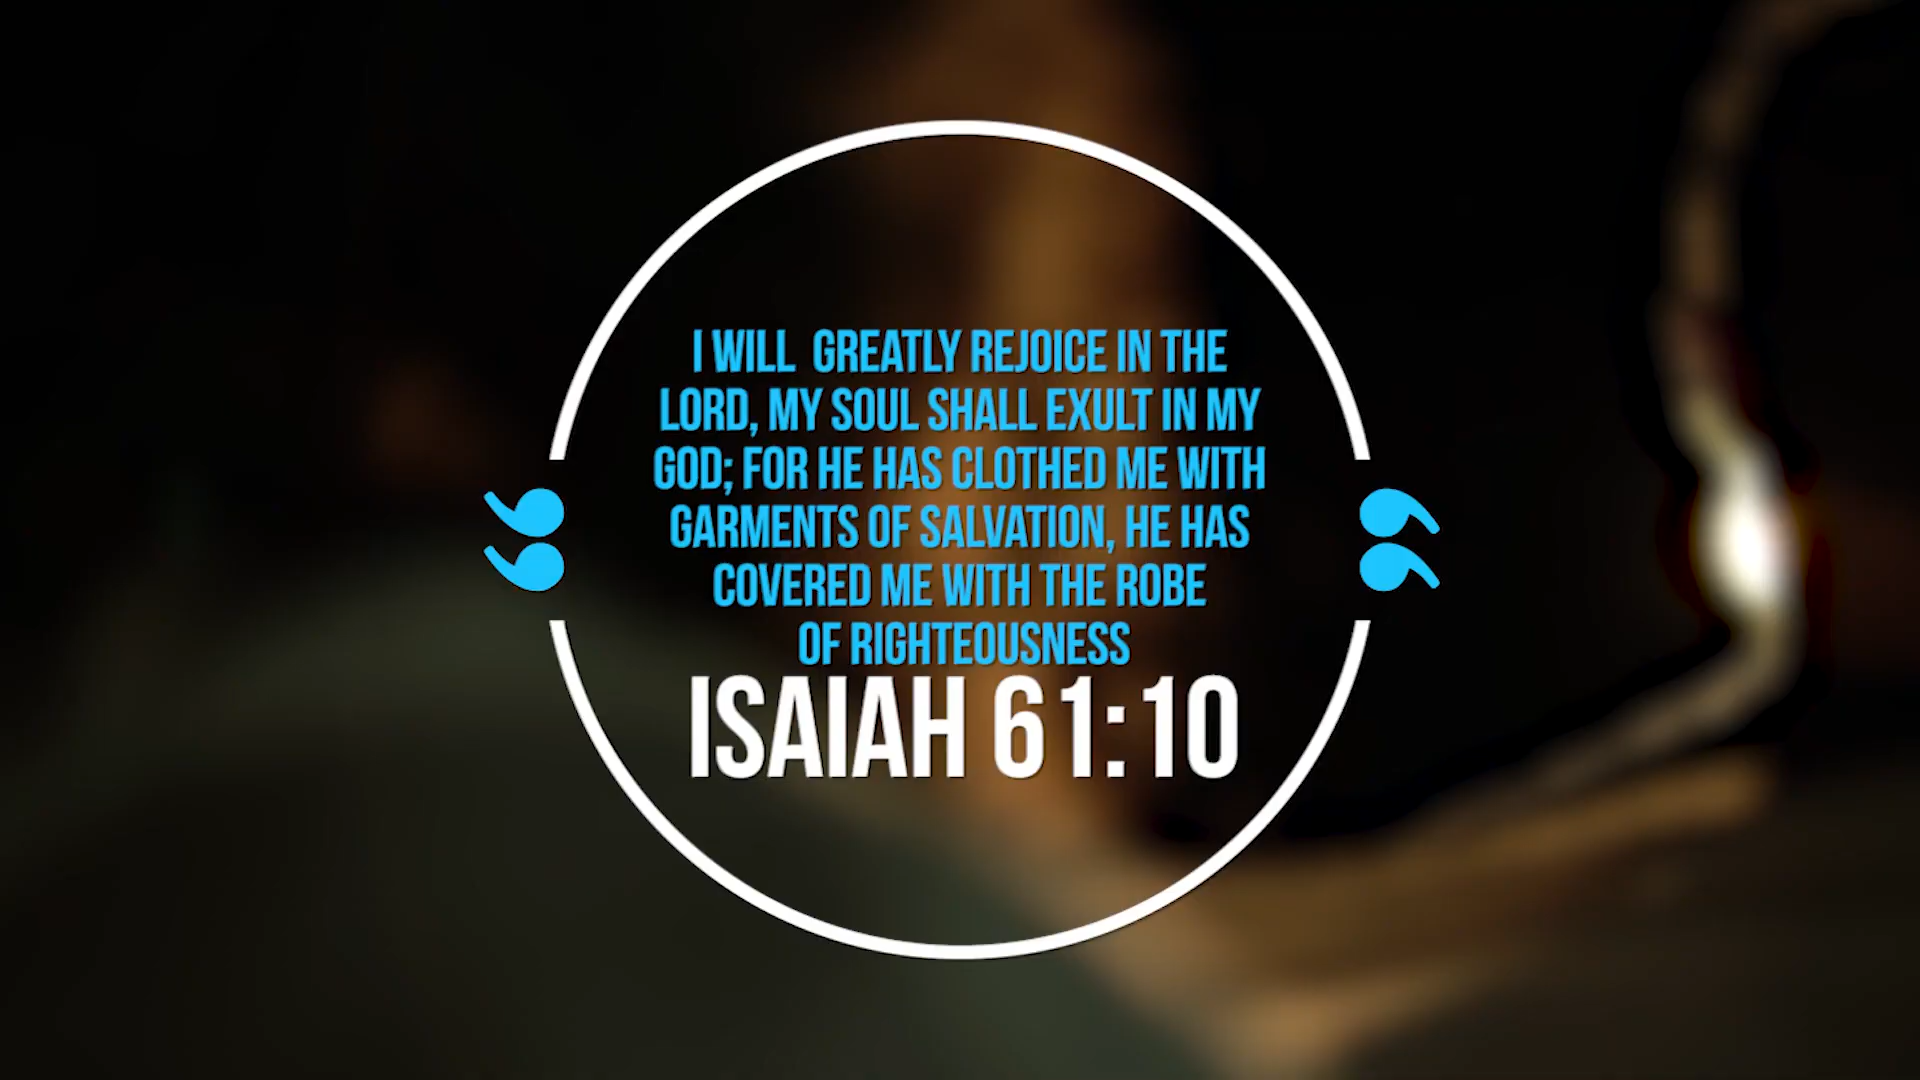 I WILL  GREATLY REJOICE IN THE
LORD, MY SOUL SHALL EXULT IN MY
GOD; FOR HE HAS CLOTHED ME WITH
GARMENTS OF SALVATION, HE HAS
COVERED ME WITH THE ROBE
OF RIGHTEOUSNESS
ISAIAH 61:10